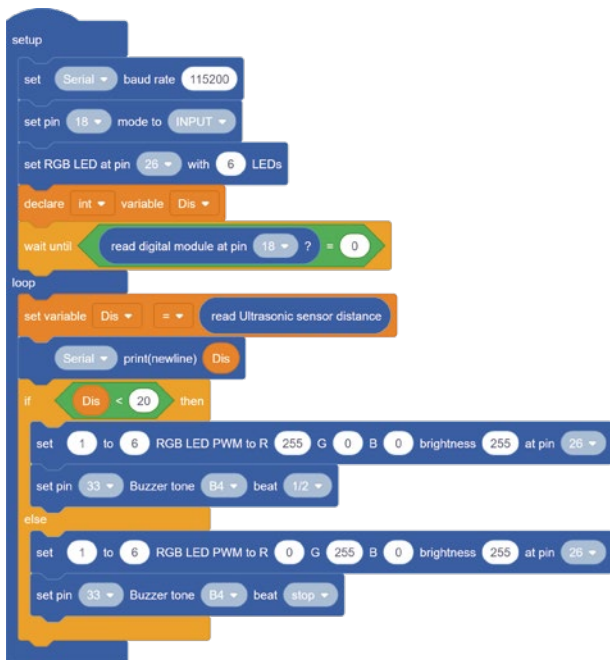 setup
set Serial baud rate 115200
set pin 18 mode to INPUT
set RGB LED at pin 26 with 6 LEDs
declare int variable Dis
wait until read digital module at pin 18 ? = 0
loop
set variable Dis = read Ultrasonic sensor distance
Serial print(newline) Dis
if Dis < 20 then
set 1 to 6 RGB LED PWM to R 255 G 0 B 0 brightness 255 at pin 26
set pin 33 Buzzer tone B4 beat 1/2
else
set 1 to 6 RGB LED PWM to R 0 G 255 B 0 brightness 255 at pin 26
set pin 33 Buzzer tone B4 beat stop